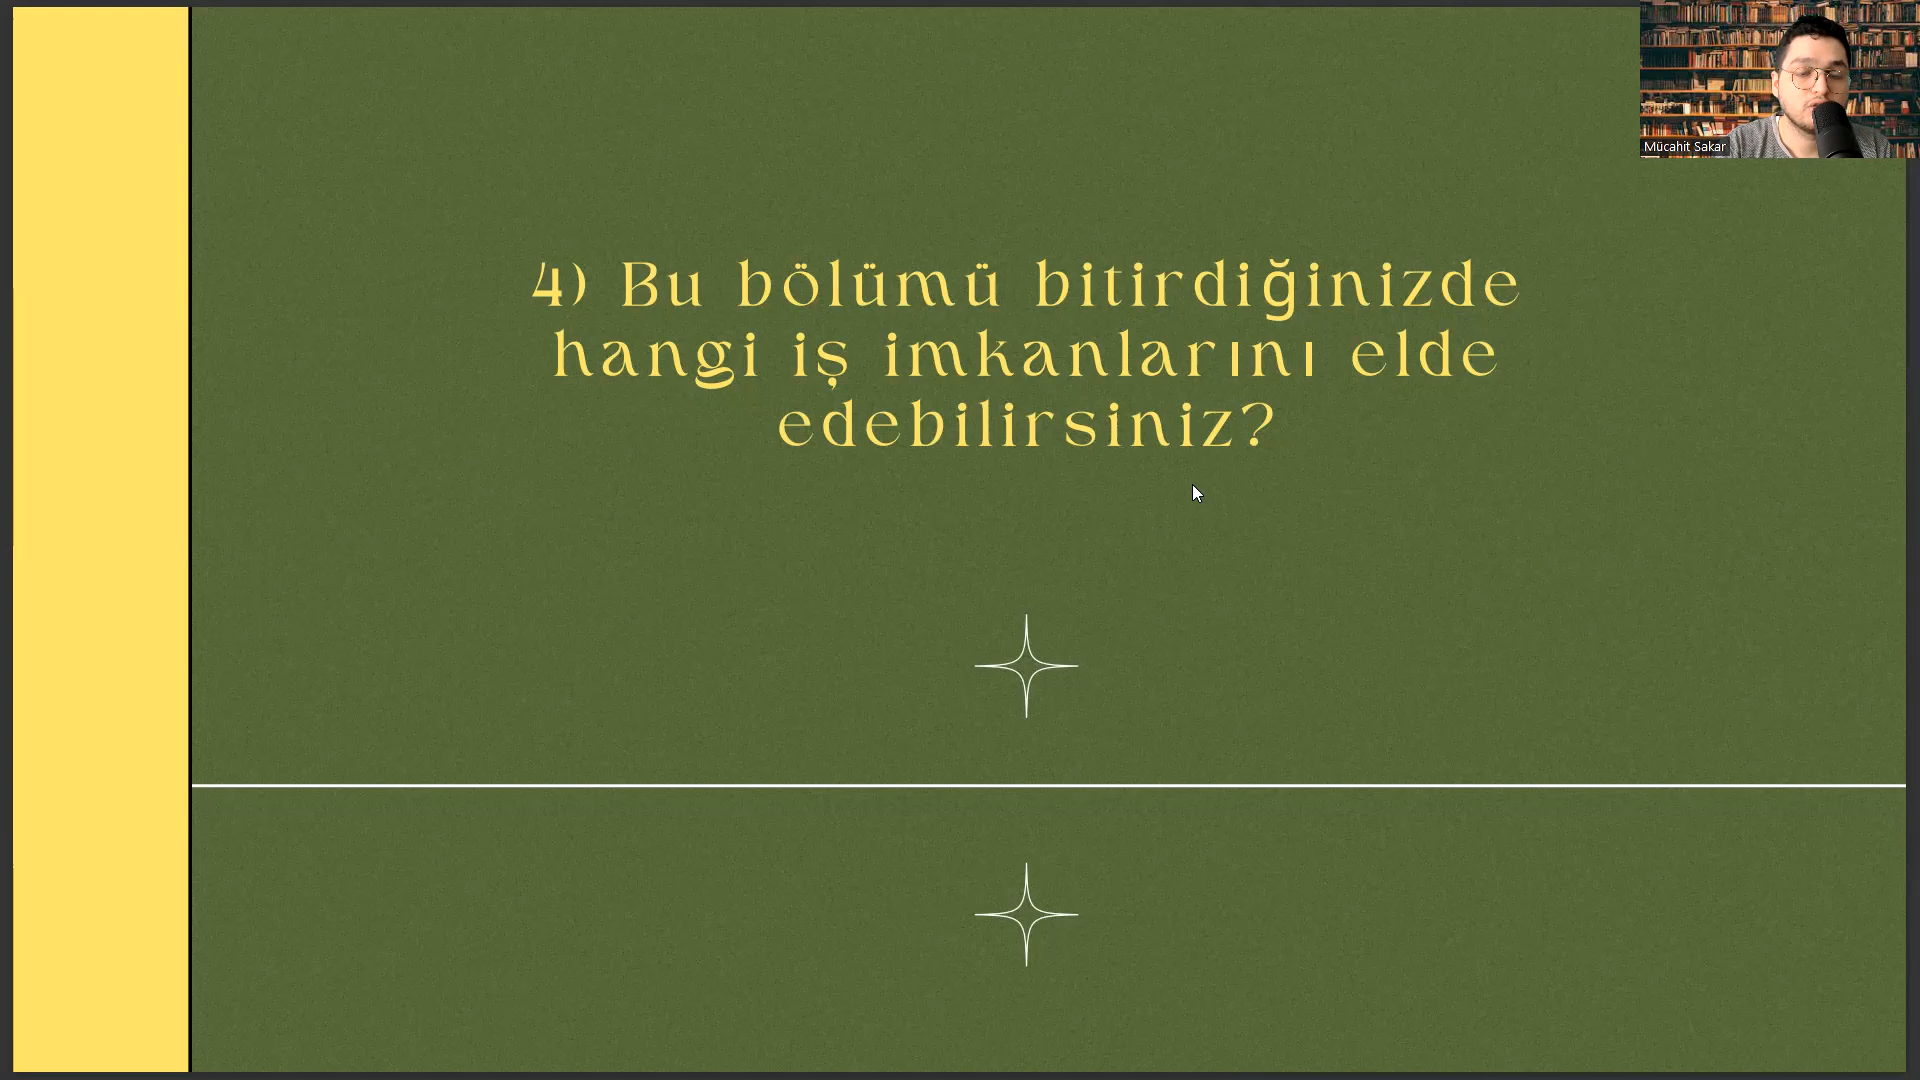 4) Bu bölümü bitirdiğinizde
hangi iş imkanlarını elde
edebilirsiniz?
Mücahit Sakar